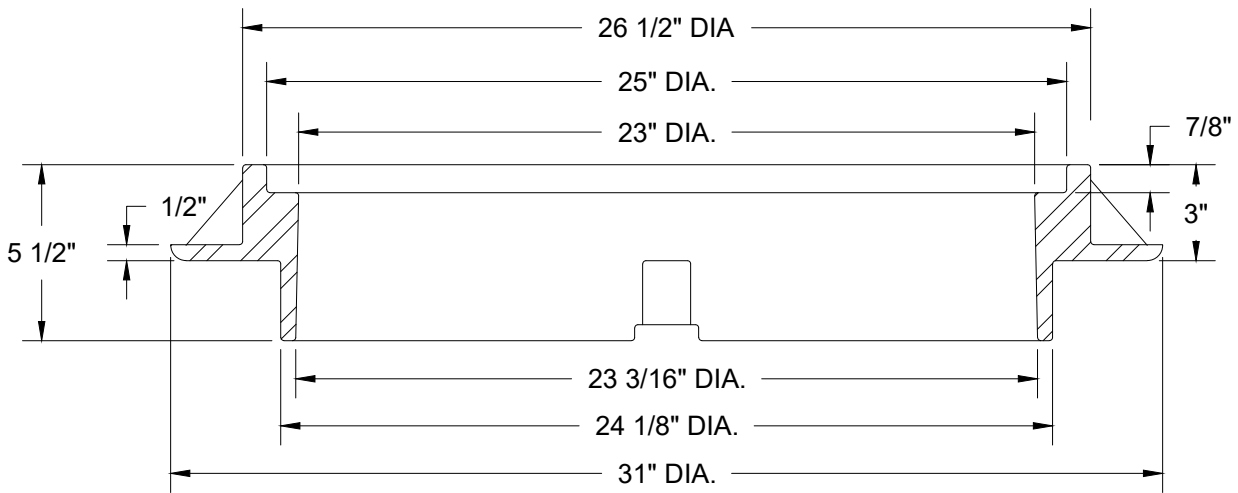 26 1/2" DIA
25" DIA.
23" DIA.
7/8"
1/2"
3"
5 1/2"
23 3/16" DIA.
24 1/8" DIA.
31" DIA.